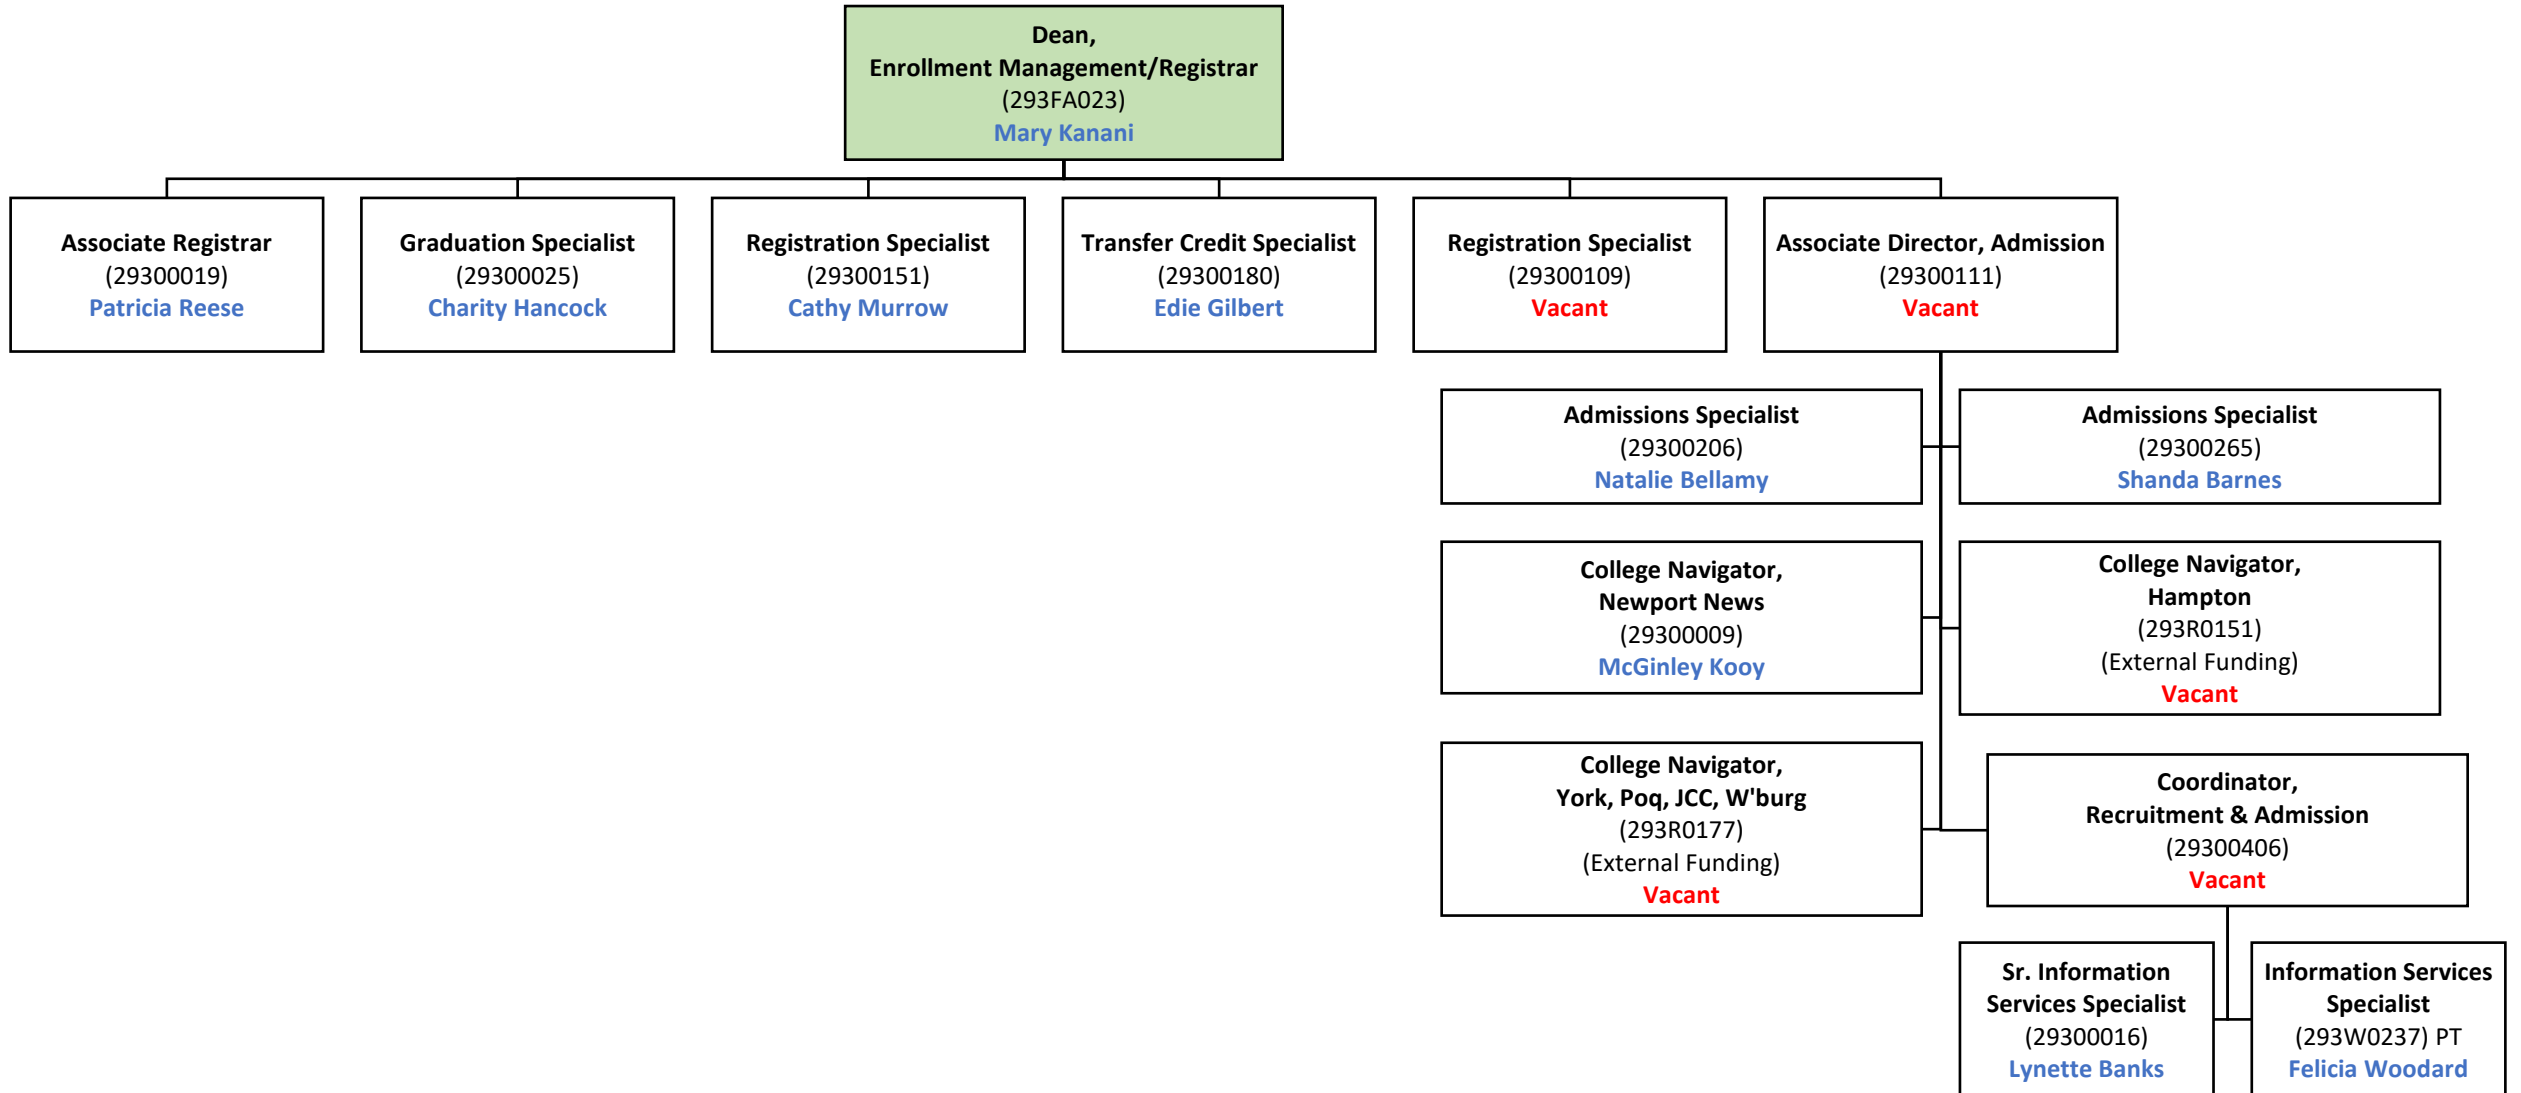 Dean,
Enrollment Management/Registrar
(293FA023)
Mary Kanani
Associate Registrar
(29300019)
Patricia Reese
Graduation Specialist
(29300025)
Charity Hancock
Registration Specialist
(29300151)
Cathy Murrow
Transfer Credit Specialist
(29300180)
Edie Gilbert
Registration Specialist
(29300109)
Vacant
Associate Director, Admission
(29300111)
Vacant
Admissions Specialist
(29300206)
Natalie Bellamy
Admissions Specialist
(29300265)
Shanda Barnes
College Navigator,
Newport News
(29300009)
McGinley Kooy
College Navigator,
Hampton
(293R0151)
(External Funding)
Vacant
College Navigator,
York, Poq, JCC, W'burg
(293R0177)
(External Funding)
Vacant
Coordinator,
Recruitment & Admission
(29300406)
Vacant
Sr. Information
Services Specialist
(29300016)
Lynette Banks
Information Services
Specialist
(293W0237) PT
Felicia Woodard